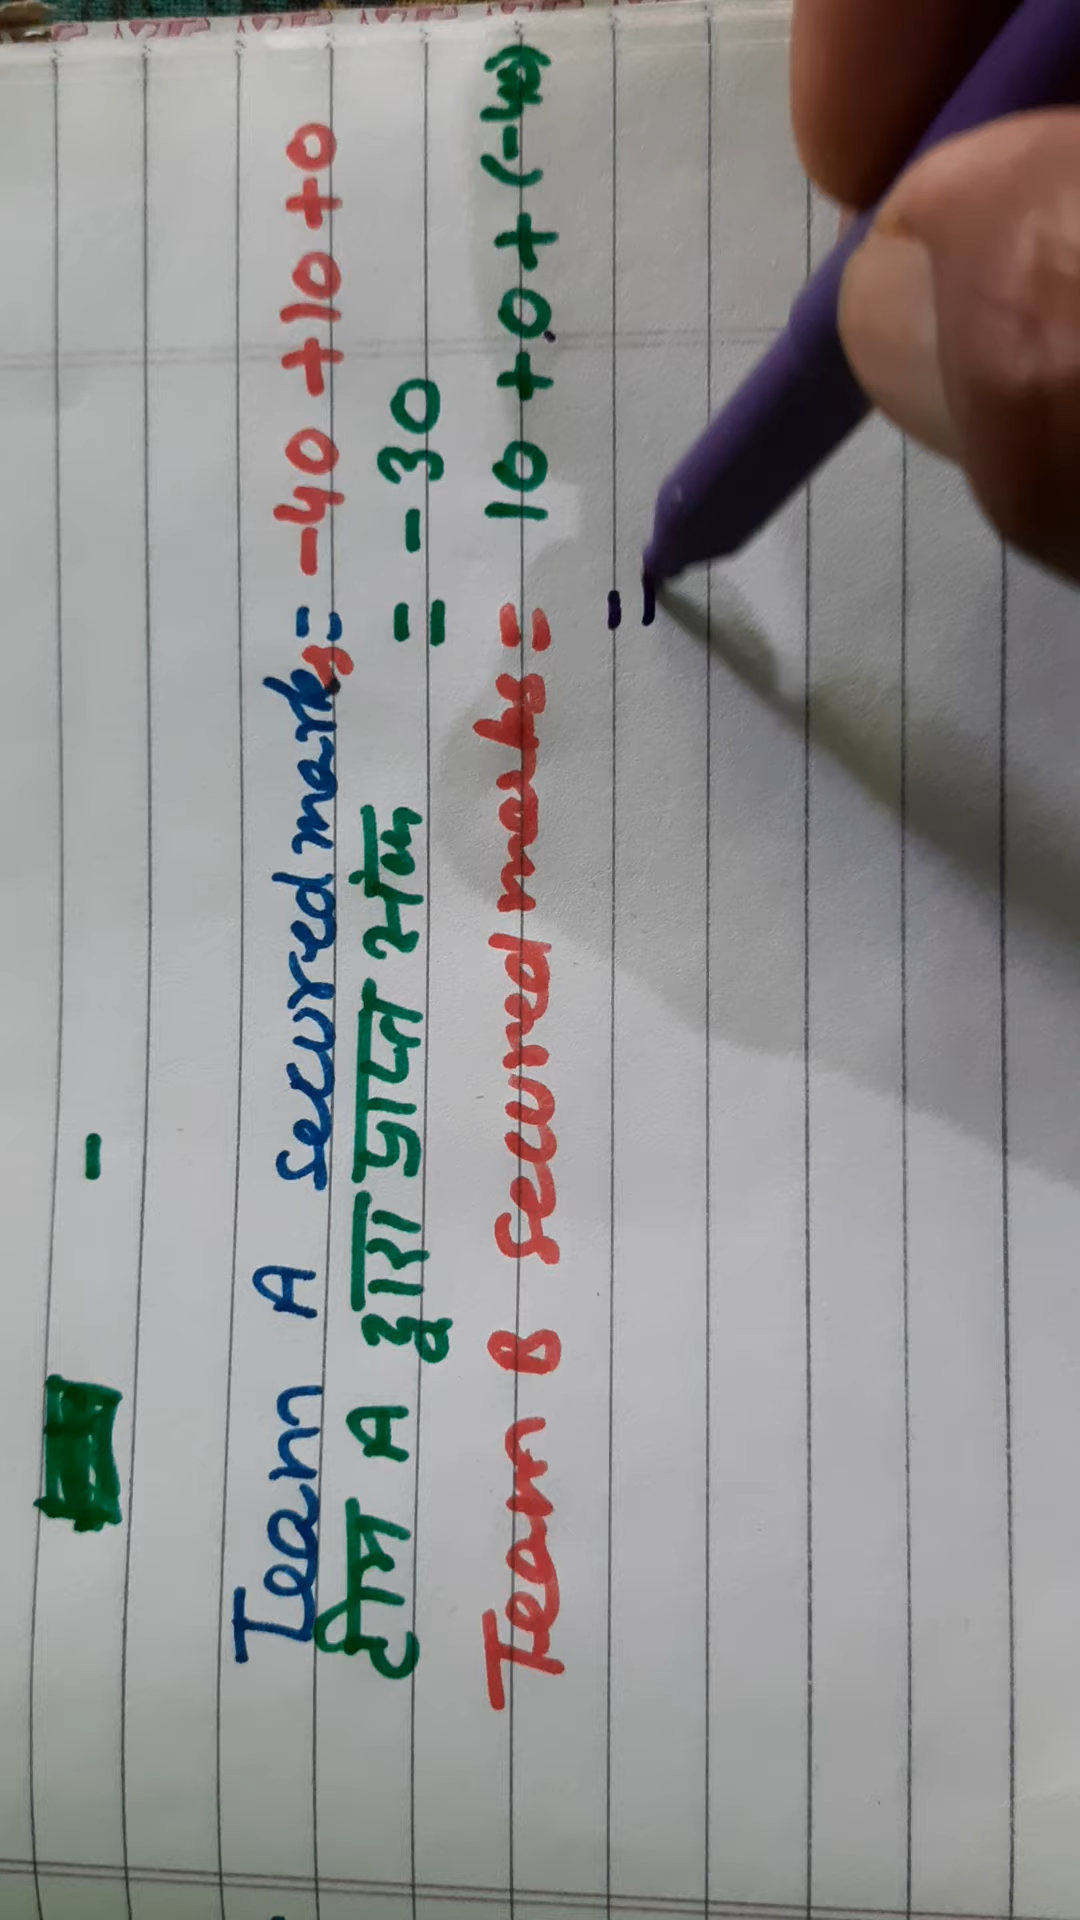 -
Team A secured marks = -40 +10 +0
टीम A द्वारा प्राप्त अंक = - 30
Team B secured marks = 10 + 0 + (-40)
=